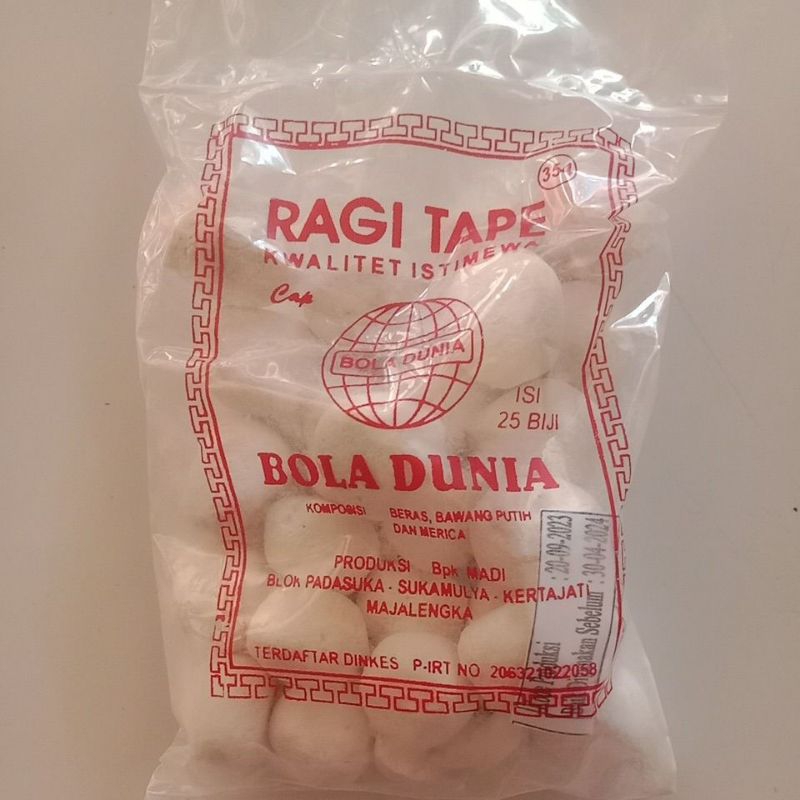 35
RAGI TAPE
KWALITET ISTIMEWA
Cap
BOLA DUNIA
ISI
25 BIJI
BOLA DUNIA
KOMPOSISI BERAS, BAWANG PUTIH
DAN MERICA
PRODUKSI Bpk MADI
BLOK PADASUKA - SUKAMULYA - KERTAJATI
MAJALENGKA
TERDAFTAR DINKES P-IRT NO 206321022058
Produksi : 20-09-2023
Sebelum : 30-04-2024